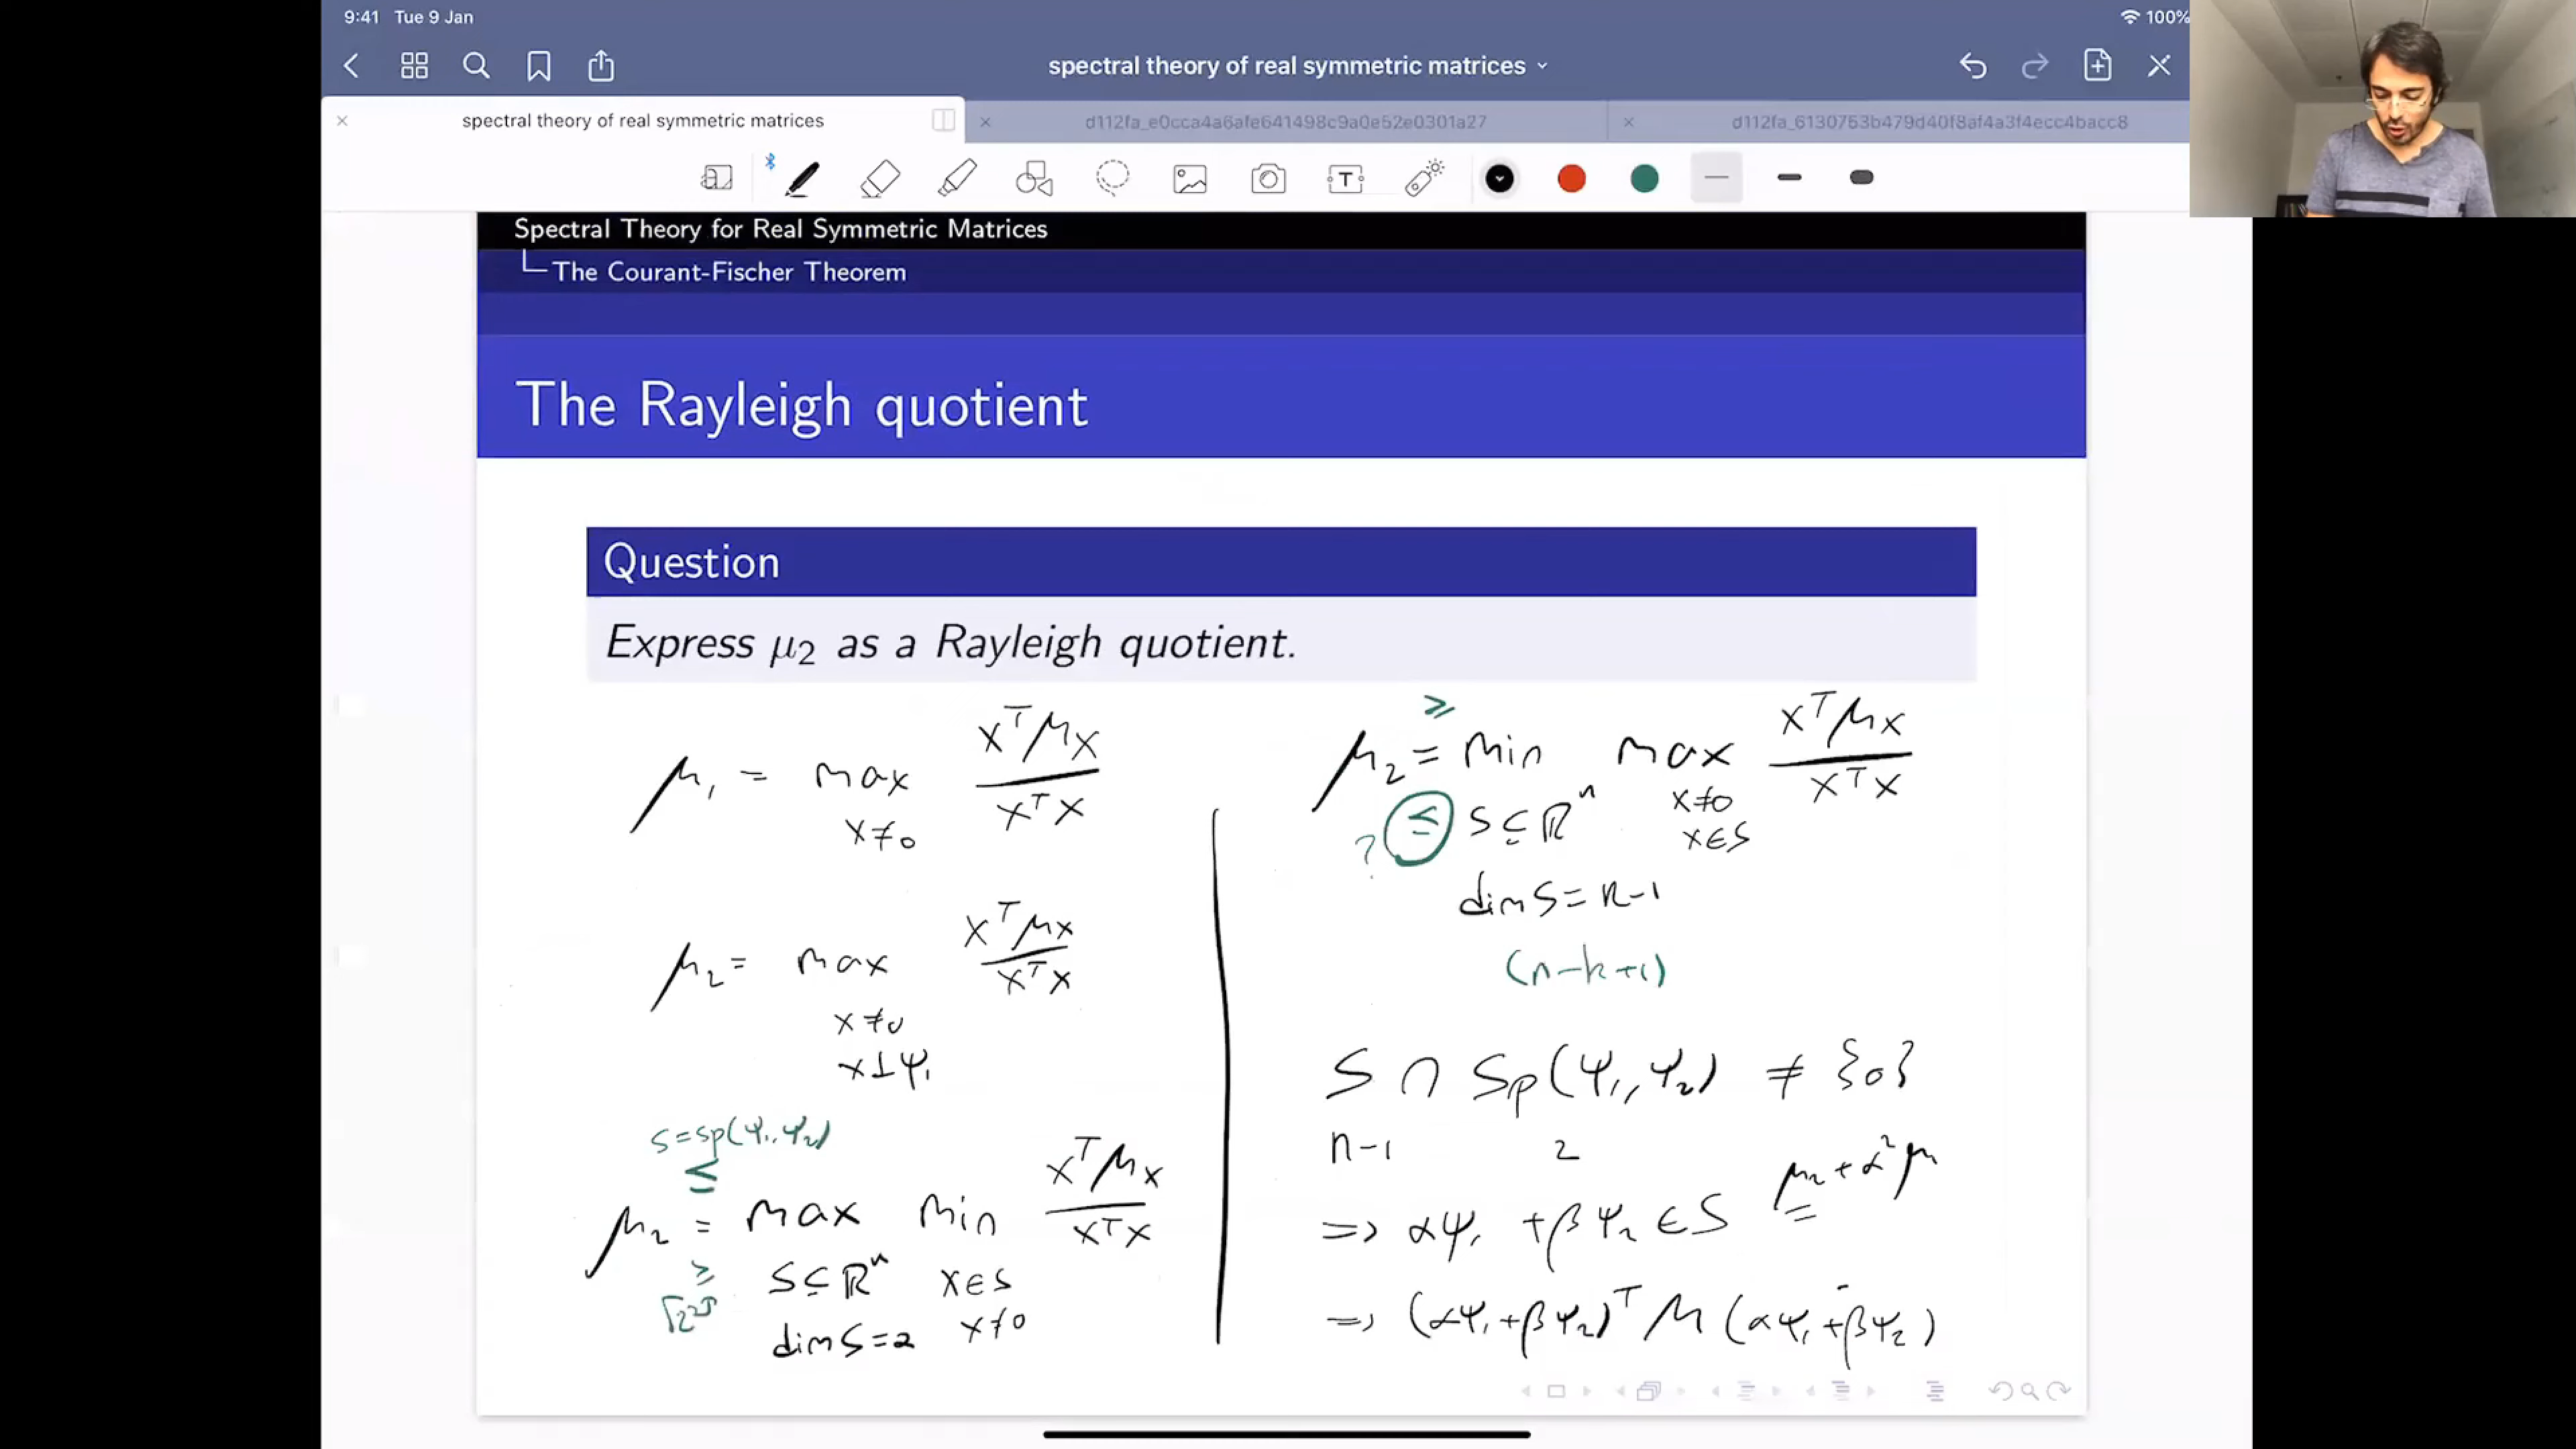 9:41 Tue 9 Jan
100%
spectral theory of real symmetric matrices
spectral theory of real symmetric matrices
d112fa_e0cca4a6afe641498c9a0e52e0301a27
d112fa_6130753b479d40f8af4a3f4ecc4bacc8
Spectral Theory for Real Symmetric Matrices
The Courant-Fischer Theorem
The Rayleigh quotient
Question
Express μ₂ as a Rayleigh quotient.
μ₁ = max xᵀMx / xᵀx
x≠0
μ₂ = max xᵀMx / xᵀx
x≠0
x⊥ψ₁
S=sp(ψ₁,ψ₂)
≤
μ₂ = max min xᵀMx / xᵀx
≥
S⊆ℝⁿ x∈S
dim S=2 x≠0
≥
μ₂ = min max xᵀMx / xᵀx
? ≤ S⊆ℝⁿ x≠0
x∈S
dim S=n-1
(n-k+1)
S ∩ Sp(ψ₁,ψ₂) ≠ {0}
n-1 2
μ₂ + α²μ
=> αψ₁ +βψ₂ ∈ S
=> (αψ₁+βψ₂)ᵀ M (αψ₁+βψ₂)